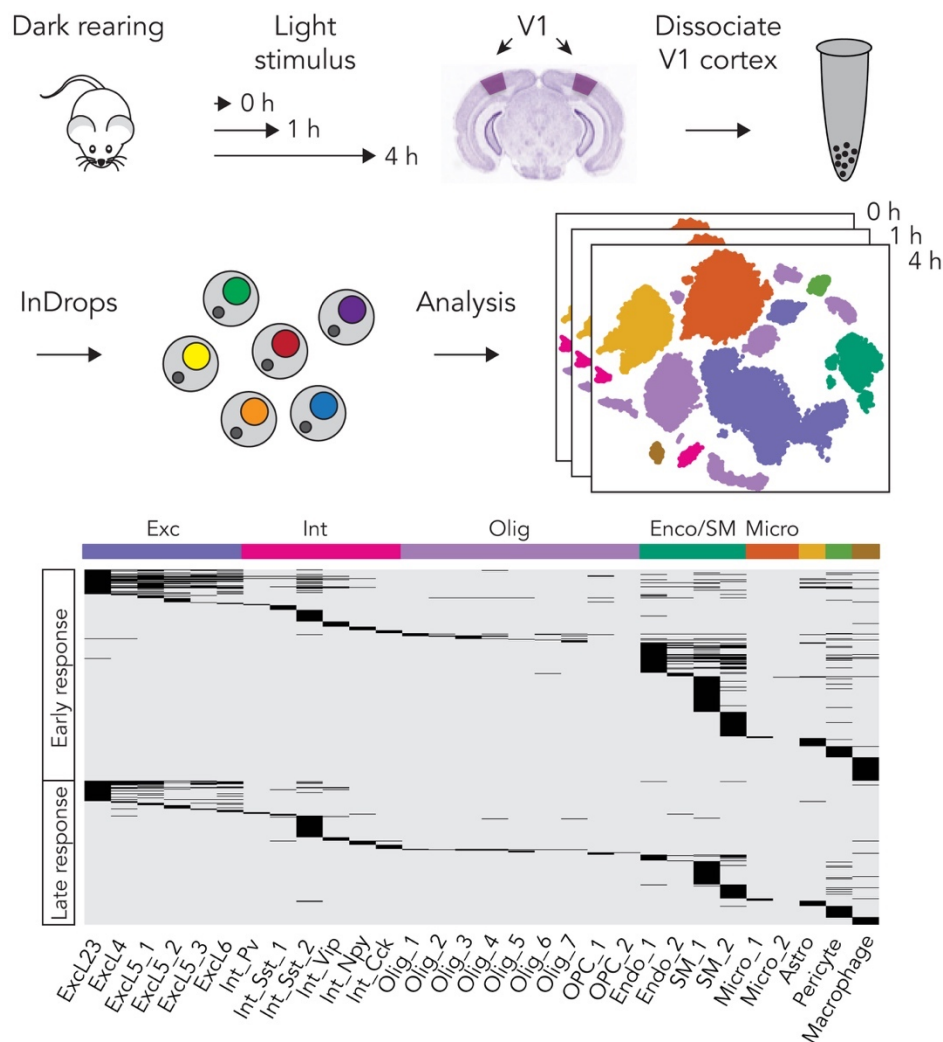 Dark rearing
Light
stimulus
0 h
1 h
4 h
V1
Dissociate
V1 cortex
InDrops
Analysis
0 h
1 h
4 h
Exc
Int
Olig
Enco/SM
Micro
Early response
Late response
ExcL23
ExcL4
ExcL5_1
ExcL5_2
ExcL5_3
ExcL6
Int_Pv
Int_Sst_1
Int_Sst_2
Int_Vip
Int_Npy
Int_Cck
Olig_1
Olig_2
Olig_3
Olig_4
Olig_5
Olig_6
Olig_7
OPC_1
OPC_2
Endo_1
Endo_2
SM_1
SM_2
Micro_1
Micro_2
Astro
Pericyte
Macrophage